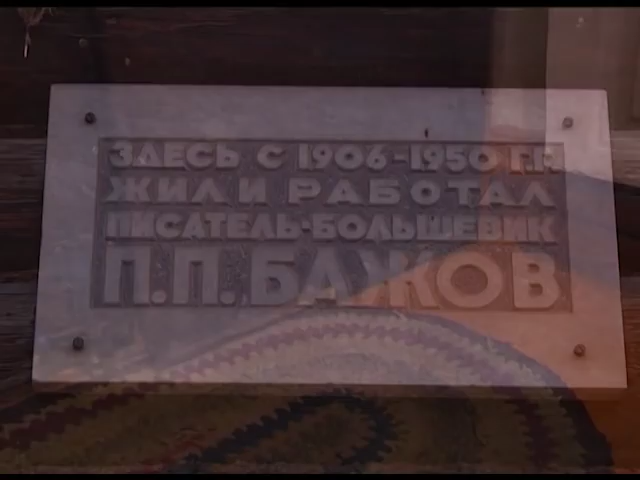 ЗДЕСЬ С 1906-1950 Г.Г.
ЖИЛ И РАБОТАЛ
ПИСАТЕЛЬ-БОЛЬШЕВИК
П.П. БАЖОВ